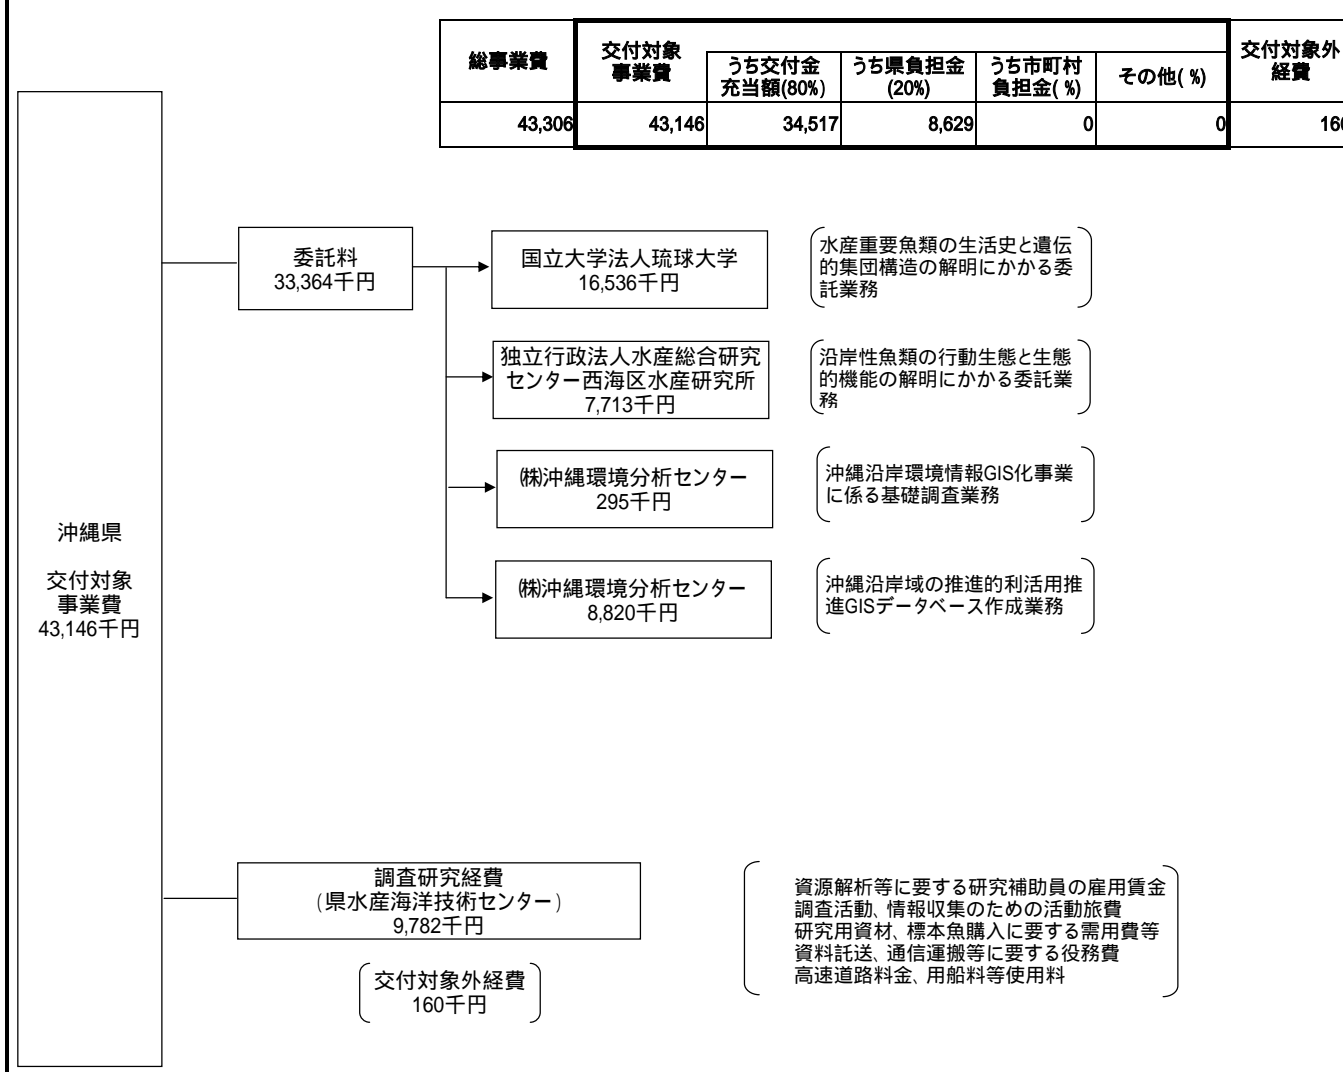 総事業費
交付対象
事業費
うち交付金
充当額(80%)
うち県負担金
(20%)
うち市町村
負担金( %)
その他( %)
交付対象外
経費
43,306
43,146
34,517
8,629
0
0
160
沖縄県
交付対象
事業費
43,146千円
委託料
33,364千円
国立大学法人琉球大学
16,536千円
水産重要魚類の生活史と遺伝
的集団構造の解明にかかる委
託業務
独立行政法人水産総合研究
センター西海区水産研究所
7,713千円
沿岸性魚類の行動生態と生態
的機能の解明にかかる委託業
務
㈱沖縄環境分析センター
295千円
沖縄沿岸環境情報GIS化事業
に係る基礎調査業務
㈱沖縄環境分析センター
8,820千円
沖縄沿岸域の推進的利活用推
進GISデータベース作成業務
調査研究経費
(県水産海洋技術センター)
9,782千円
交付対象外経費
160千円
資源解析等に要する研究補助員の雇用賃金
調査活動、情報収集のための活動旅費
研究用資材、標本魚購入に要する需用費等
資料託送、通信運搬等に要する役務費
高速道路料金、用船料等使用料